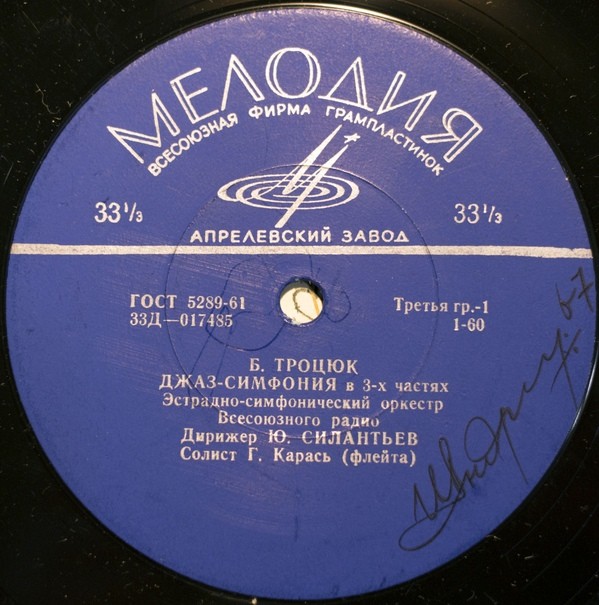 МЕЛОДИЯ
ВСЕСОЮЗНАЯ ФИРМА ГРАМПЛАСТИНОК
33⅓ 33⅓
АПРЕЛЕВСКИЙ ЗАВОД
ГОСТ 5289-61 Третья гр.-1
33Д—017485 1-60
Б. ТРОЦЮК
ДЖАЗ-СИМФОНИЯ в 3-х частях
Эстрадно-симфонический оркестр
Всесоюзного радио
Дирижер Ю. СИЛАНТЬЕВ
Солист Г. Карась (флейта)
67